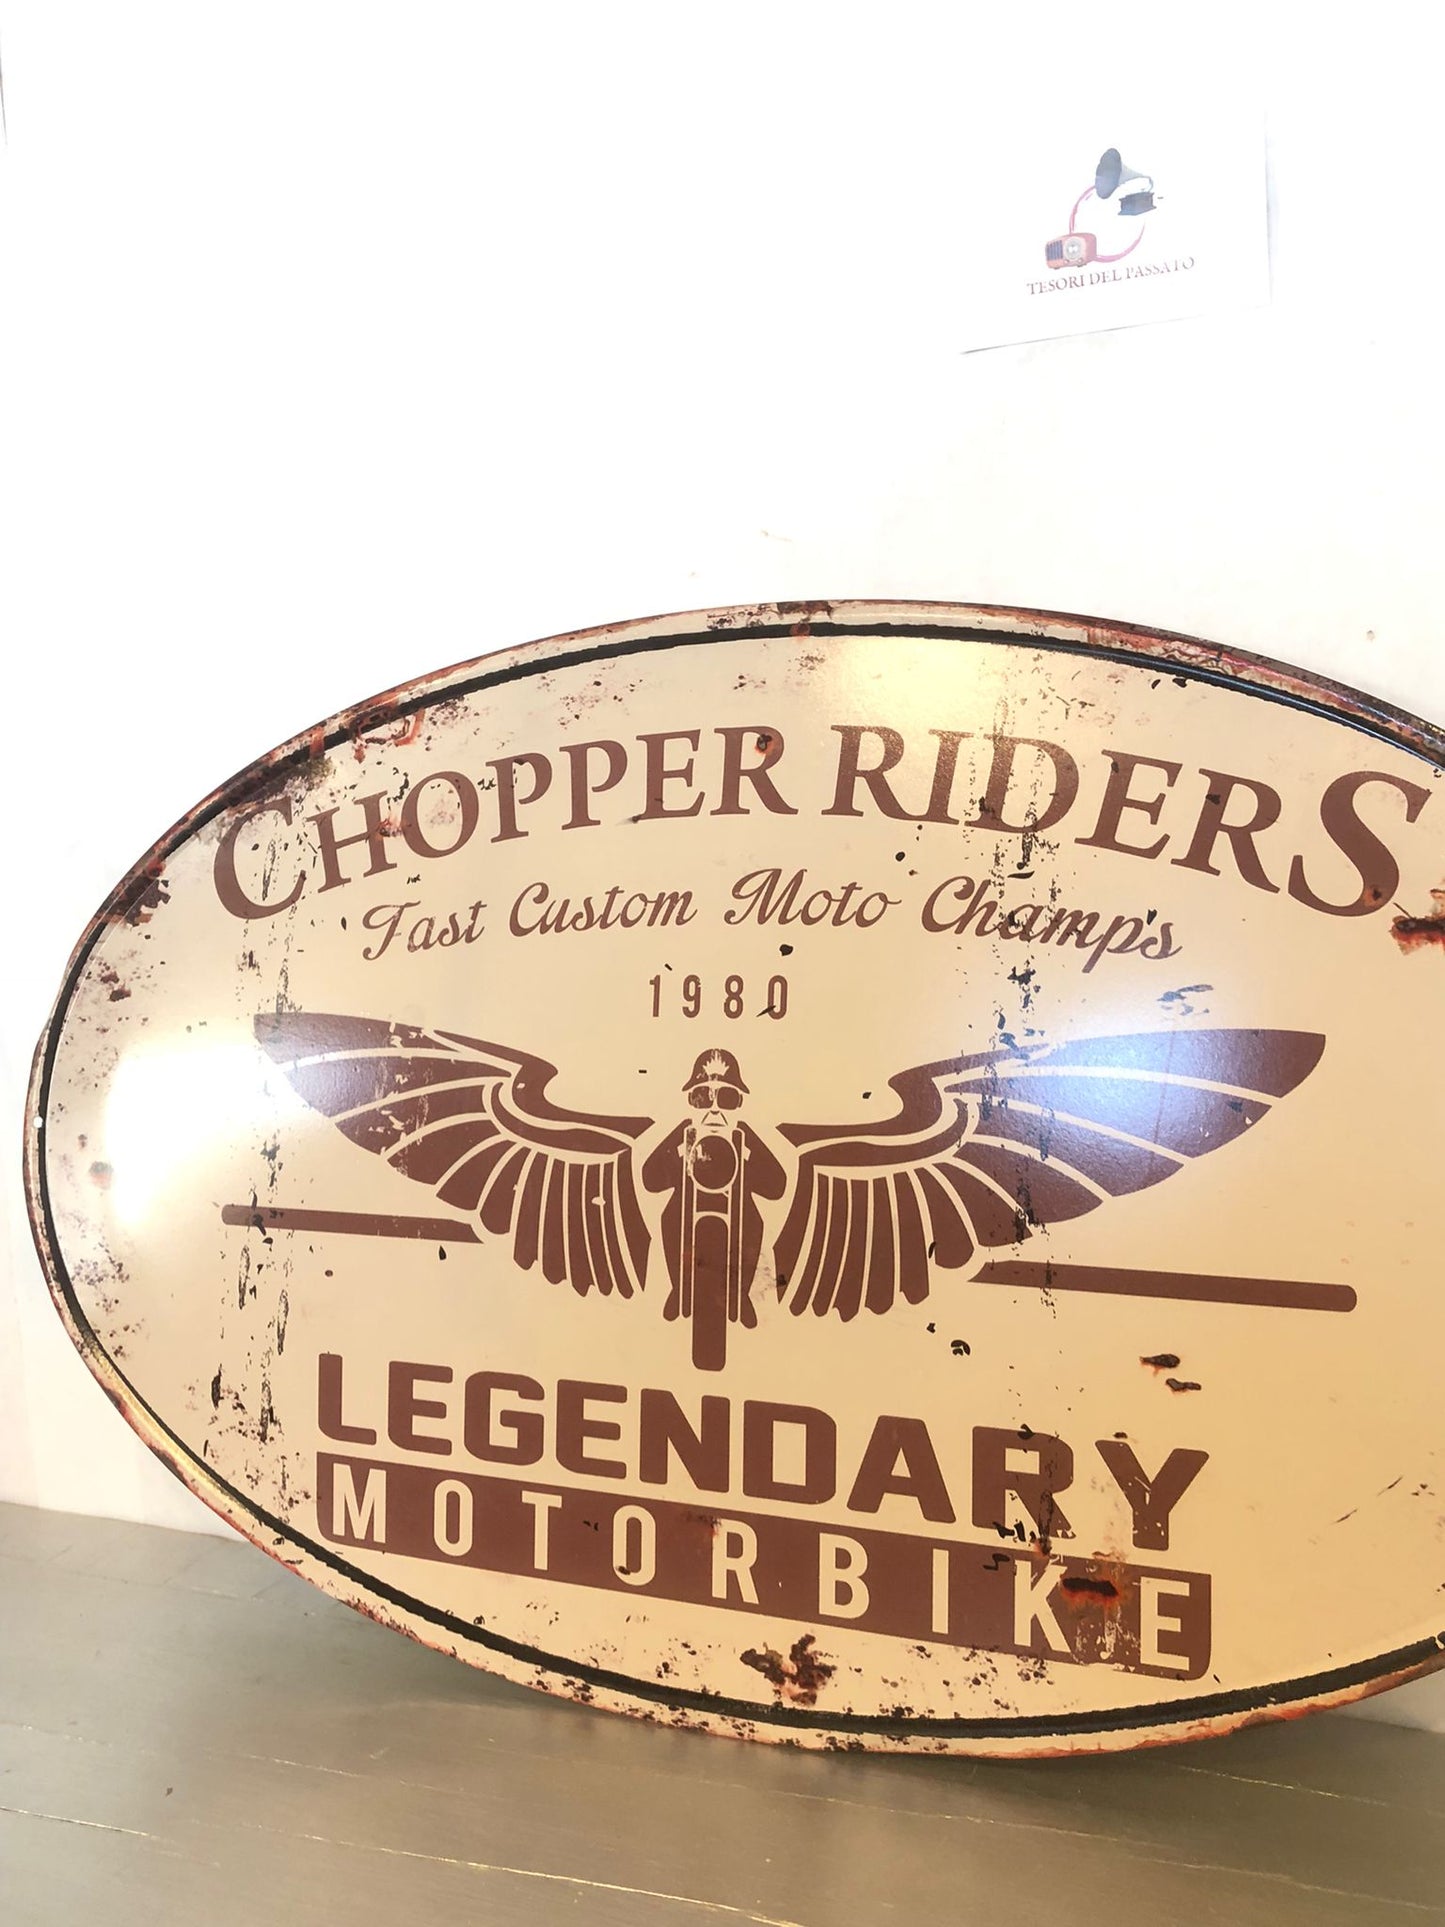 TESORI DEL PASSATO
CHOPPER RIDERS
Fast Custom Moto Champ's
1980
LEGENDARY
MOTORBIKE